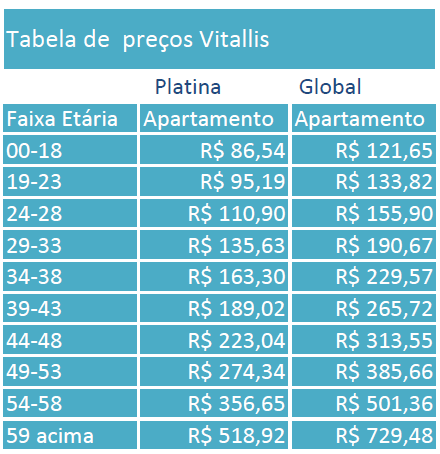 Tabela de preços Vitallis
Platina Global
Faixa Etária Apartamento Apartamento
00-18 R$ 86,54 R$ 121,65
19-23 R$ 95,19 R$ 133,82
24-28 R$ 110,90 R$ 155,90
29-33 R$ 135,63 R$ 190,67
34-38 R$ 163,30 R$ 229,57
39-43 R$ 189,02 R$ 265,72
44-48 R$ 223,04 R$ 313,55
49-53 R$ 274,34 R$ 385,66
54-58 R$ 356,65 R$ 501,36
59 acima R$ 518,92 R$ 729,48